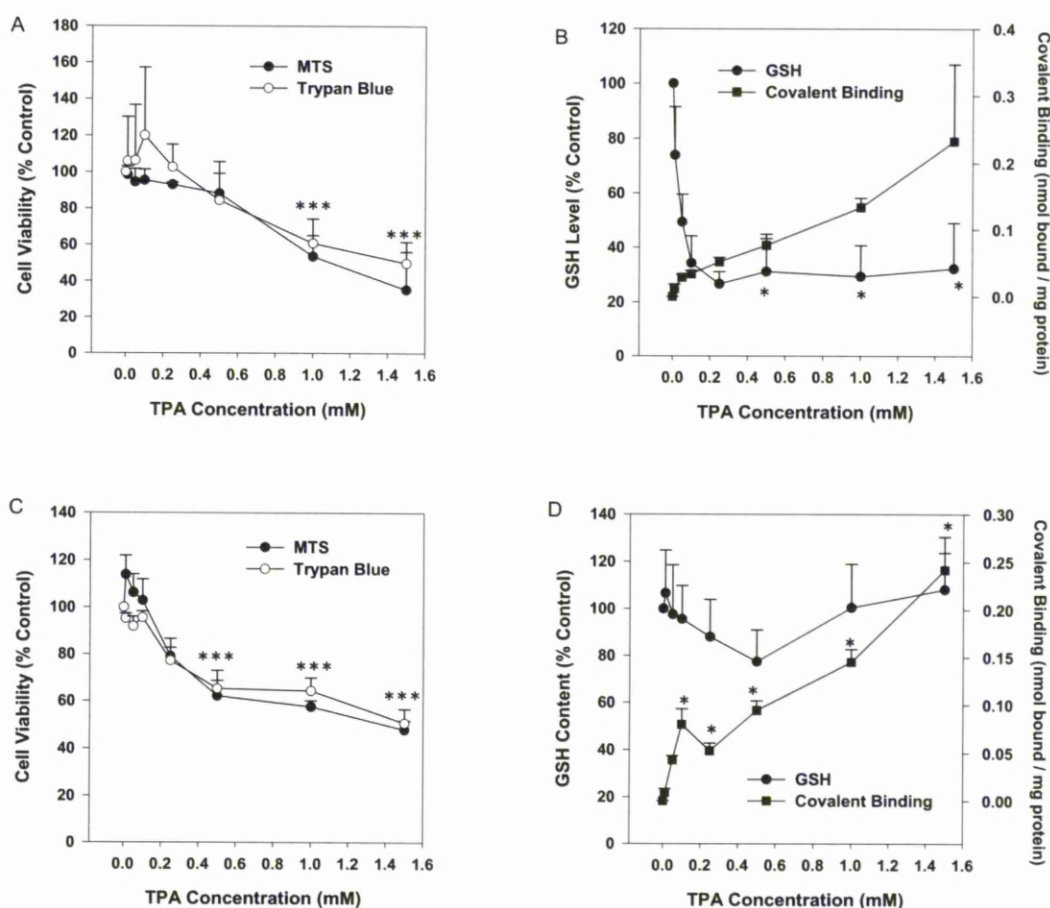 A
180
160
140
120
100
80
60
40
20
0
Cell Viability (% Control)
MTS
Trypan Blue
***
***
0.0 0.2 0.4 0.6 0.8 1.0 1.2 1.4 1.6
TPA Concentration (mM)
B
120
100
80
60
40
20
0
GSH Level (% Control)
GSH
Covalent Binding
*
*
*
0.4
0.3
0.2
0.1
0.0
Covalent Binding (nmol bound / mg protein)
0.0 0.2 0.4 0.6 0.8 1.0 1.2 1.4 1.6
TPA Concentration (mM)
C
140
120
100
80
60
40
20
0
Cell Viability (% Control)
MTS
Trypan Blue
***
***
***
0.0 0.2 0.4 0.6 0.8 1.0 1.2 1.4 1.6
TPA Concentration (mM)
D
140
120
100
80
60
40
20
0
GSH Content (% Control)
*
*
*
*
*
GSH
Covalent Binding
0.30
0.25
0.20
0.15
0.10
0.05
0.00
Covalent Binding (nmol bound / mg protein)
0.0 0.2 0.4 0.6 0.8 1.0 1.2 1.4 1.6
TPA Concentration (mM)